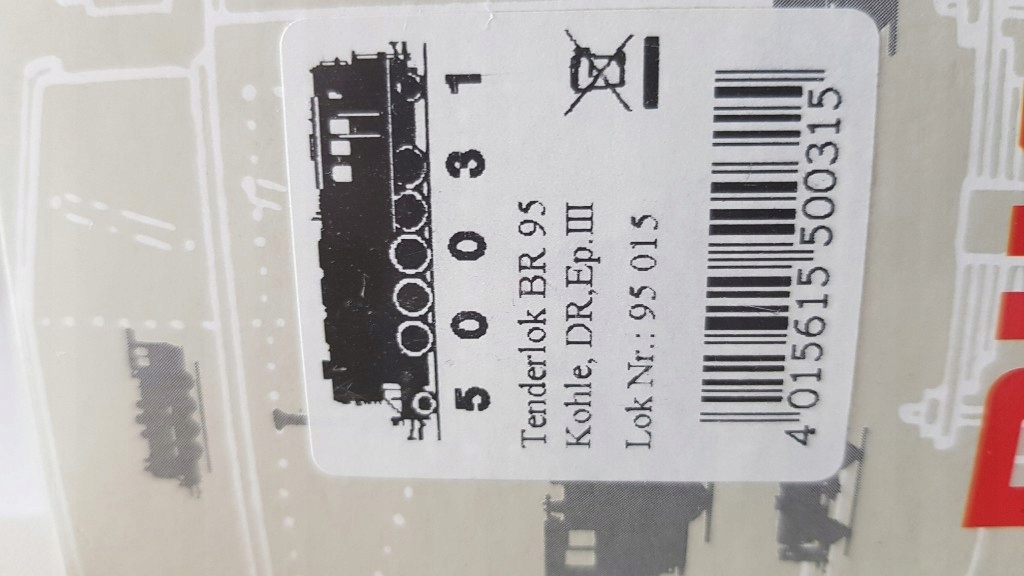 5 0 0 3 1
Tenderlok BR 95
Kohle, DR,Ep.III
Lok Nr.: 95 015
4 015615 500315